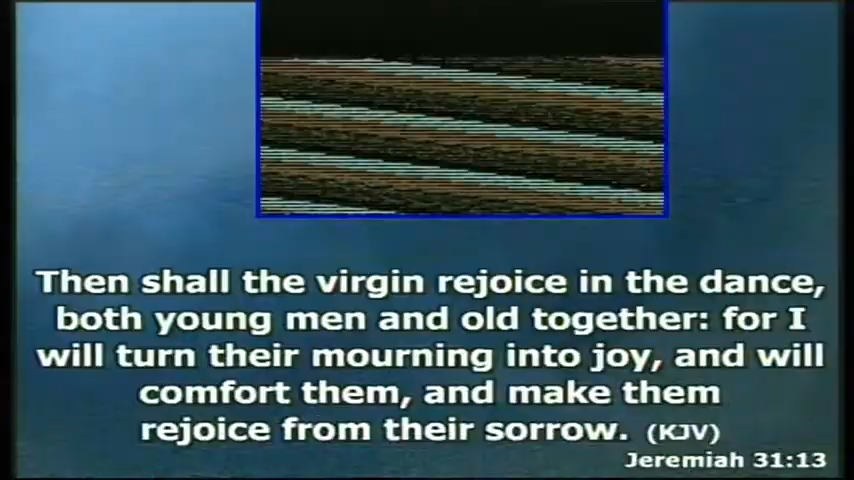 Then shall the virgin rejoice in the dance,
both young men and old together: for I
will turn their mourning into joy, and will
comfort them, and make them
rejoice from their sorrow. (KJV)
Jeremiah 31:13